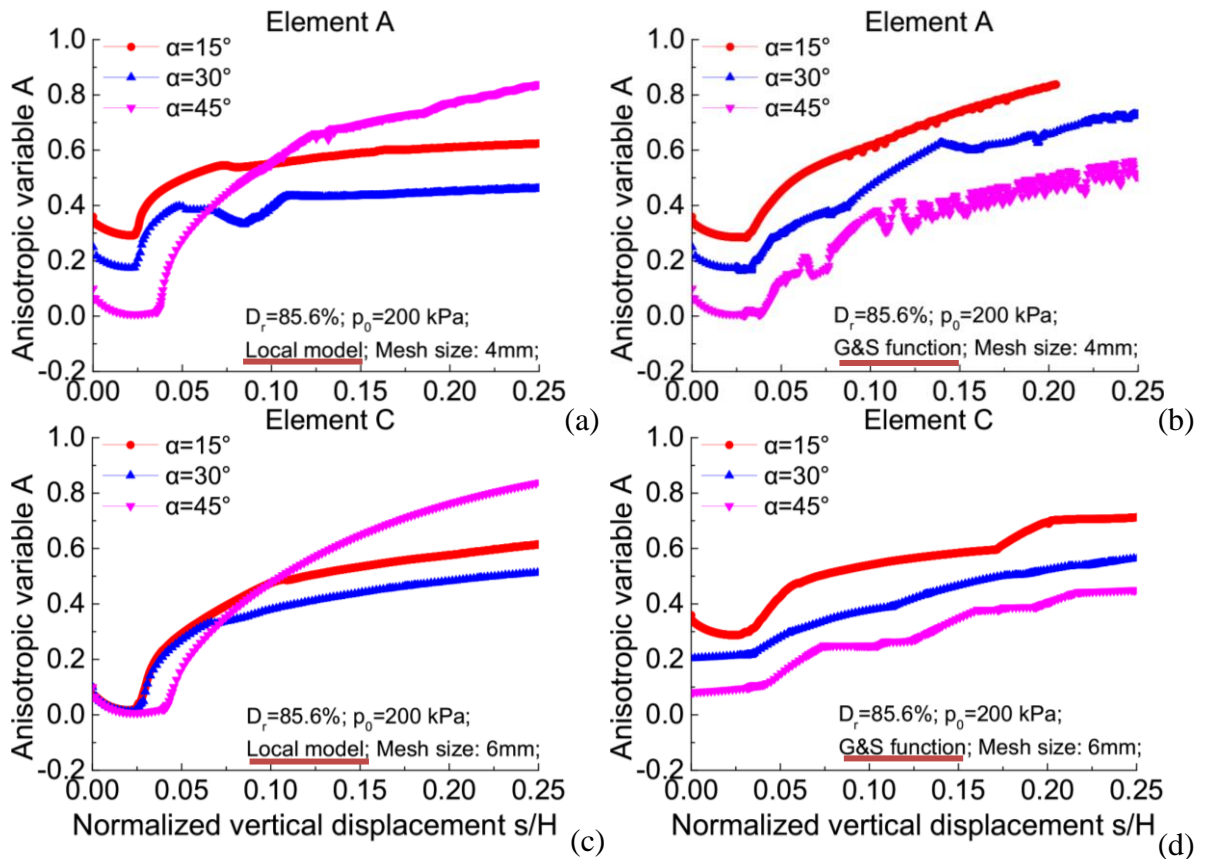 Element A
Anisotropic variable A
1.0
0.8
0.6
0.4
0.2
0.0
-0.2
α=15°
α=30°
α=45°
Dr=85.6%; p0=200 kPa;
Local model; Mesh size: 4mm;
0.00 0.05 0.10 0.15 0.20 0.25
(a)
Element A
Anisotropic variable A
1.0
0.8
0.6
0.4
0.2
0.0
-0.2
α=15°
α=30°
α=45°
Dr=85.6%; p0=200 kPa;
G&S function; Mesh size: 4mm;
0.00 0.05 0.10 0.15 0.20 0.25
(b)
Element C
Anisotropic variable A
1.0
0.8
0.6
0.4
0.2
0.0
-0.2
α=15°
α=30°
α=45°
Dr=85.6%; p0=200 kPa;
Local model; Mesh size: 6mm;
0.00 0.05 0.10 0.15 0.20 0.25
Normalized vertical displacement s/H
(c)
Element C
Anisotropic variable A
1.0
0.8
0.6
0.4
0.2
0.0
-0.2
α=15°
α=30°
α=45°
Dr=85.6%; p0=200 kPa;
G&S function; Mesh size: 6mm;
0.00 0.05 0.10 0.15 0.20 0.25
Normalized vertical displacement s/H
(d)